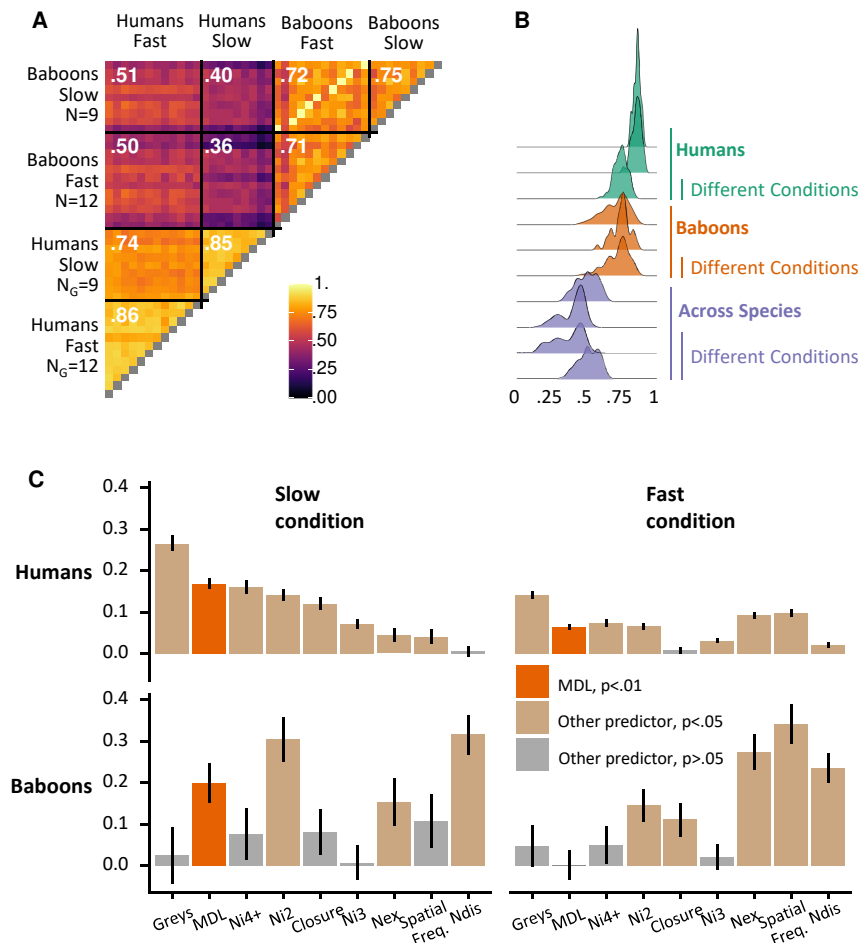 A
Humans Fast
Humans Slow
Baboons Fast
Baboons Slow
Baboons Slow N=9
.51 .40 .72 .75
Baboons Fast N=12
.50 .36 .71
Humans Slow NG=9
.74 .85
Humans Fast NG=12
.86
1.
.75
.50
.25
.00
B
Humans
Different Conditions
Baboons
Different Conditions
Across Species
Different Conditions
0 .25 .5 .75 1
C
Slow condition
Fast condition
Humans
0.4
0.3
0.2
0.1
0.0
MDL, p<.01
Other predictor, p<.05
Other predictor, p>.05
Baboons
0.4
0.3
0.2
0.1
0.0
Greys MDL Ni4+ Ni2 Closure Ni3 Nex Spatial Freq. Ndis
Greys MDL Ni4+ Ni2 Closure Ni3 Nex Spatial Freq. Ndis